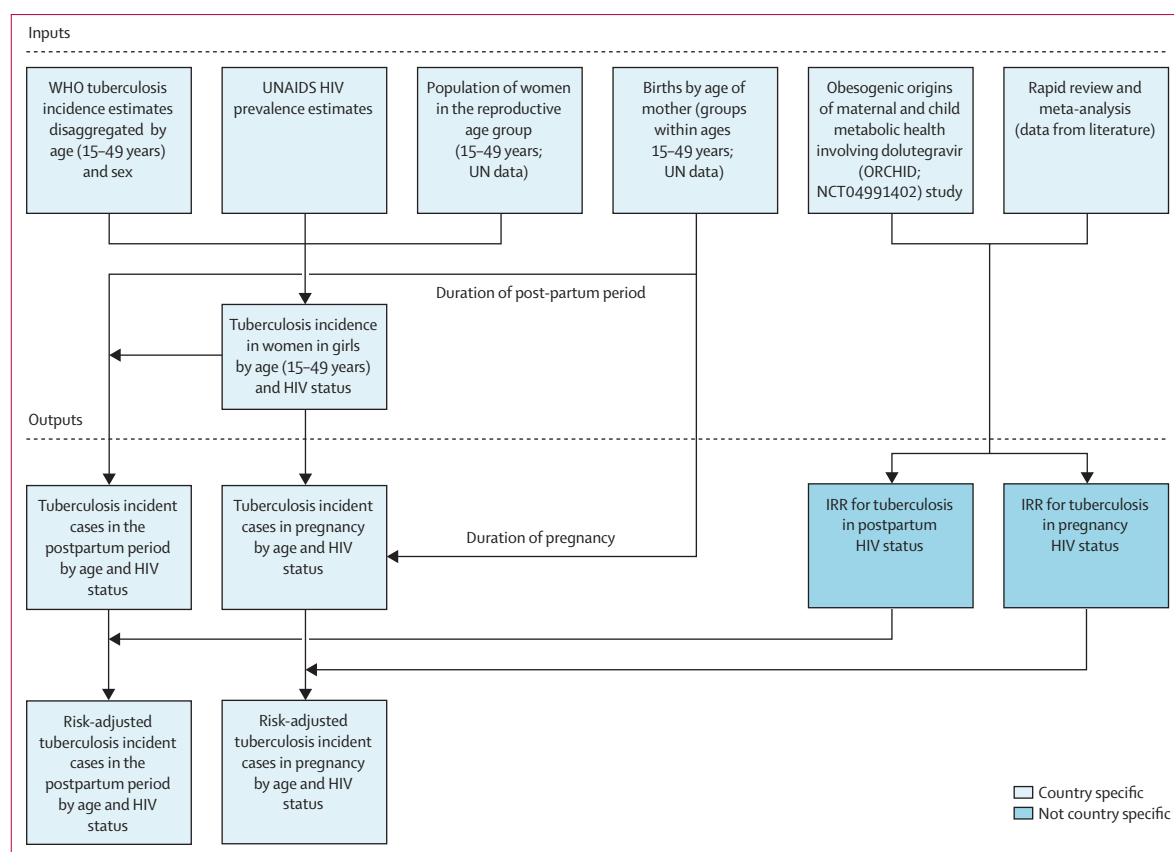 Inputs
WHO tuberculosis
incidence estimates
disaggregated by
age (15–49 years)
and sex
UNAIDS HIV
prevalence estimates
Population of women
in the reproductive
age group
(15–49 years;
UN data)
Births by age of
mother (groups
within ages
15–49 years;
UN data)
Obesogenic origins
of maternal and child
metabolic health
involving dolutegravir
(ORCHID;
NCT04991402) study
Rapid review and
meta-analysis
(data from literature)
Duration of post-partum period
Tuberculosis incidence
in women in girls
by age (15–49 years)
and HIV status
Outputs
Tuberculosis incident
cases in the
postpartum period
by age and HIV
status
Tuberculosis incident
cases in pregnancy
by age and HIV
status
Duration of pregnancy
IRR for tuberculosis
in postpartum
HIV status
IRR for tuberculosis
in pregnancy
HIV status
Risk-adjusted
tuberculosis incident
cases in the
postpartum period
by age and HIV
status
Risk-adjusted
tuberculosis incident
cases in pregnancy
by age and HIV
status
Country specific
Not country specific